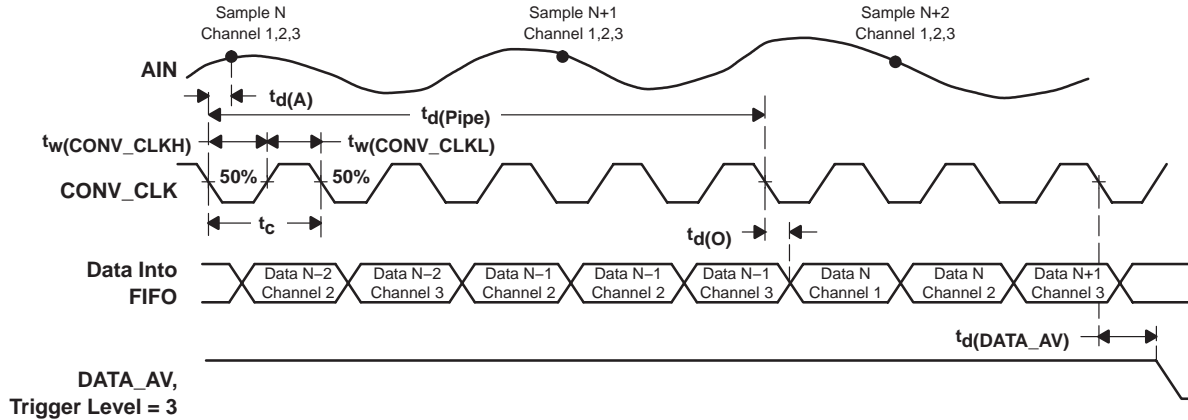 Sample N
Channel 1,2,3
Sample N+1
Channel 1,2,3
Sample N+2
Channel 1,2,3
AIN
td(A)
td(Pipe)
tw(CONV_CLKH)
tw(CONV_CLKL)
CONV_CLK
50%
50%
tc
td(O)
Data Into
FIFO
Data N–2
Channel 2
Data N–2
Channel 3
Data N–1
Channel 2
Data N–1
Channel 2
Data N–1
Channel 3
Data N
Channel 1
Data N
Channel 2
Data N+1
Channel 3
td(DATA_AV)
DATA_AV,
Trigger Level = 3